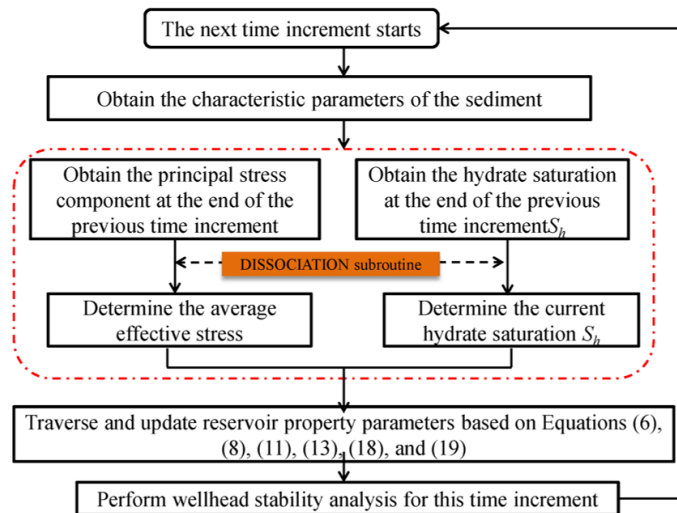 The next time increment starts
Obtain the characteristic parameters of the sediment
Obtain the principal stress
component at the end of the
previous time increment
Obtain the hydrate saturation
at the end of the previous
time incrementSh
DISSOCIATION subroutine
Determine the average
effective stress
Determine the current
hydrate saturation Sh
Traverse and update reservoir property parameters based on Equations (6),
(8), (11), (13), (18), and (19)
Perform wellhead stability analysis for this time increment